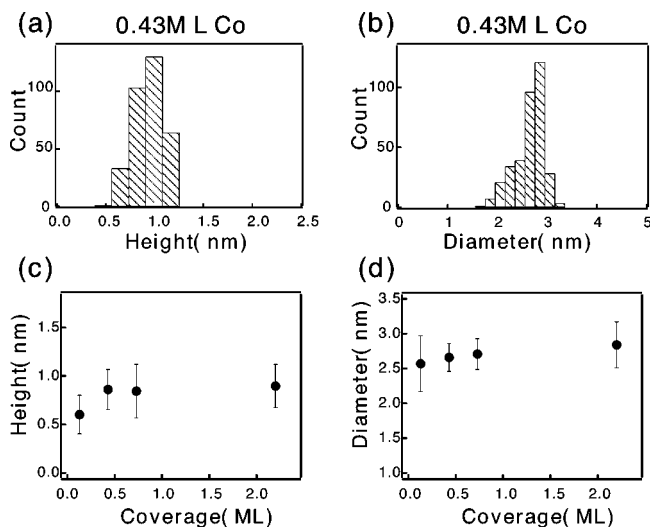 (a) 0.43M L Co
Count
100
50
0
0.0 0.5 1.0 1.5 2.0 2.5
Height( nm)
(b) 0.43M L Co
Count
100
50
0
0 1 2 3 4 5
Diameter( nm)
(c)
Height( nm)
1.5
1.0
0.5
0.0
0.0 0.5 1.0 1.5 2.0
Coverage( ML)
(d)
Diameter( nm)
3.5
3.0
2.5
2.0
1.5
1.0
0.0 0.5 1.0 1.5 2.0
Coverage( ML)